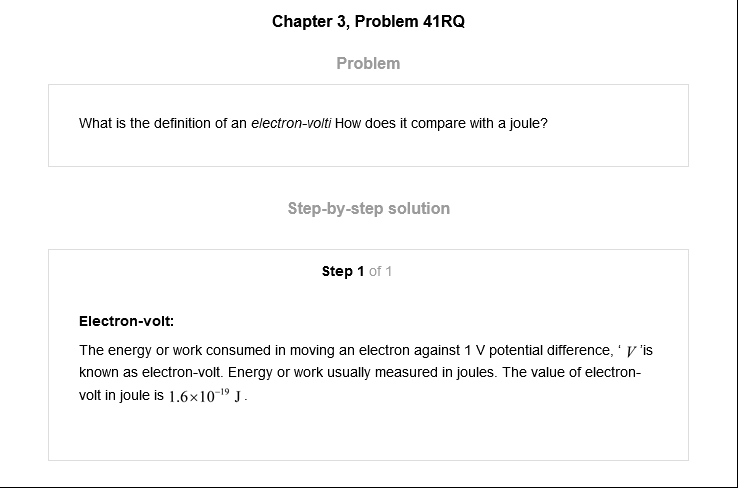 Chapter 3, Problem 41RQ
Problem
What is the definition of an electron-volti How does it compare with a joule?
Step-by-step solution
Step 1 of 1
Electron-volt:
The energy or work consumed in moving an electron against 1 V potential difference, ‘ V ’is
known as electron-volt. Energy or work usually measured in joules. The value of electron-
volt in joule is 1.6×10⁻¹⁹ J .